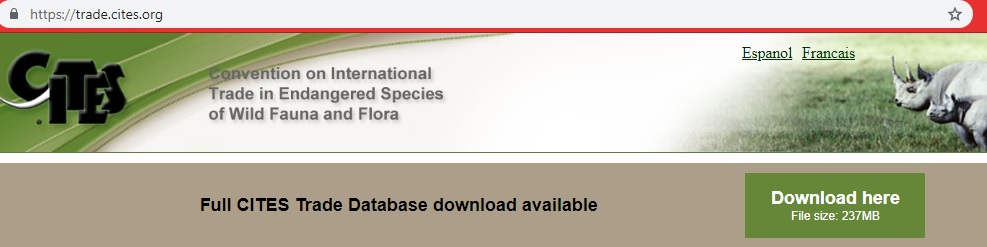 https://trade.cites.org
CITES
Espanol Francais
Convention on International
Trade in Endangered Species
of Wild Fauna and Flora
Full CITES Trade Database download available
Download here
File size: 237MB